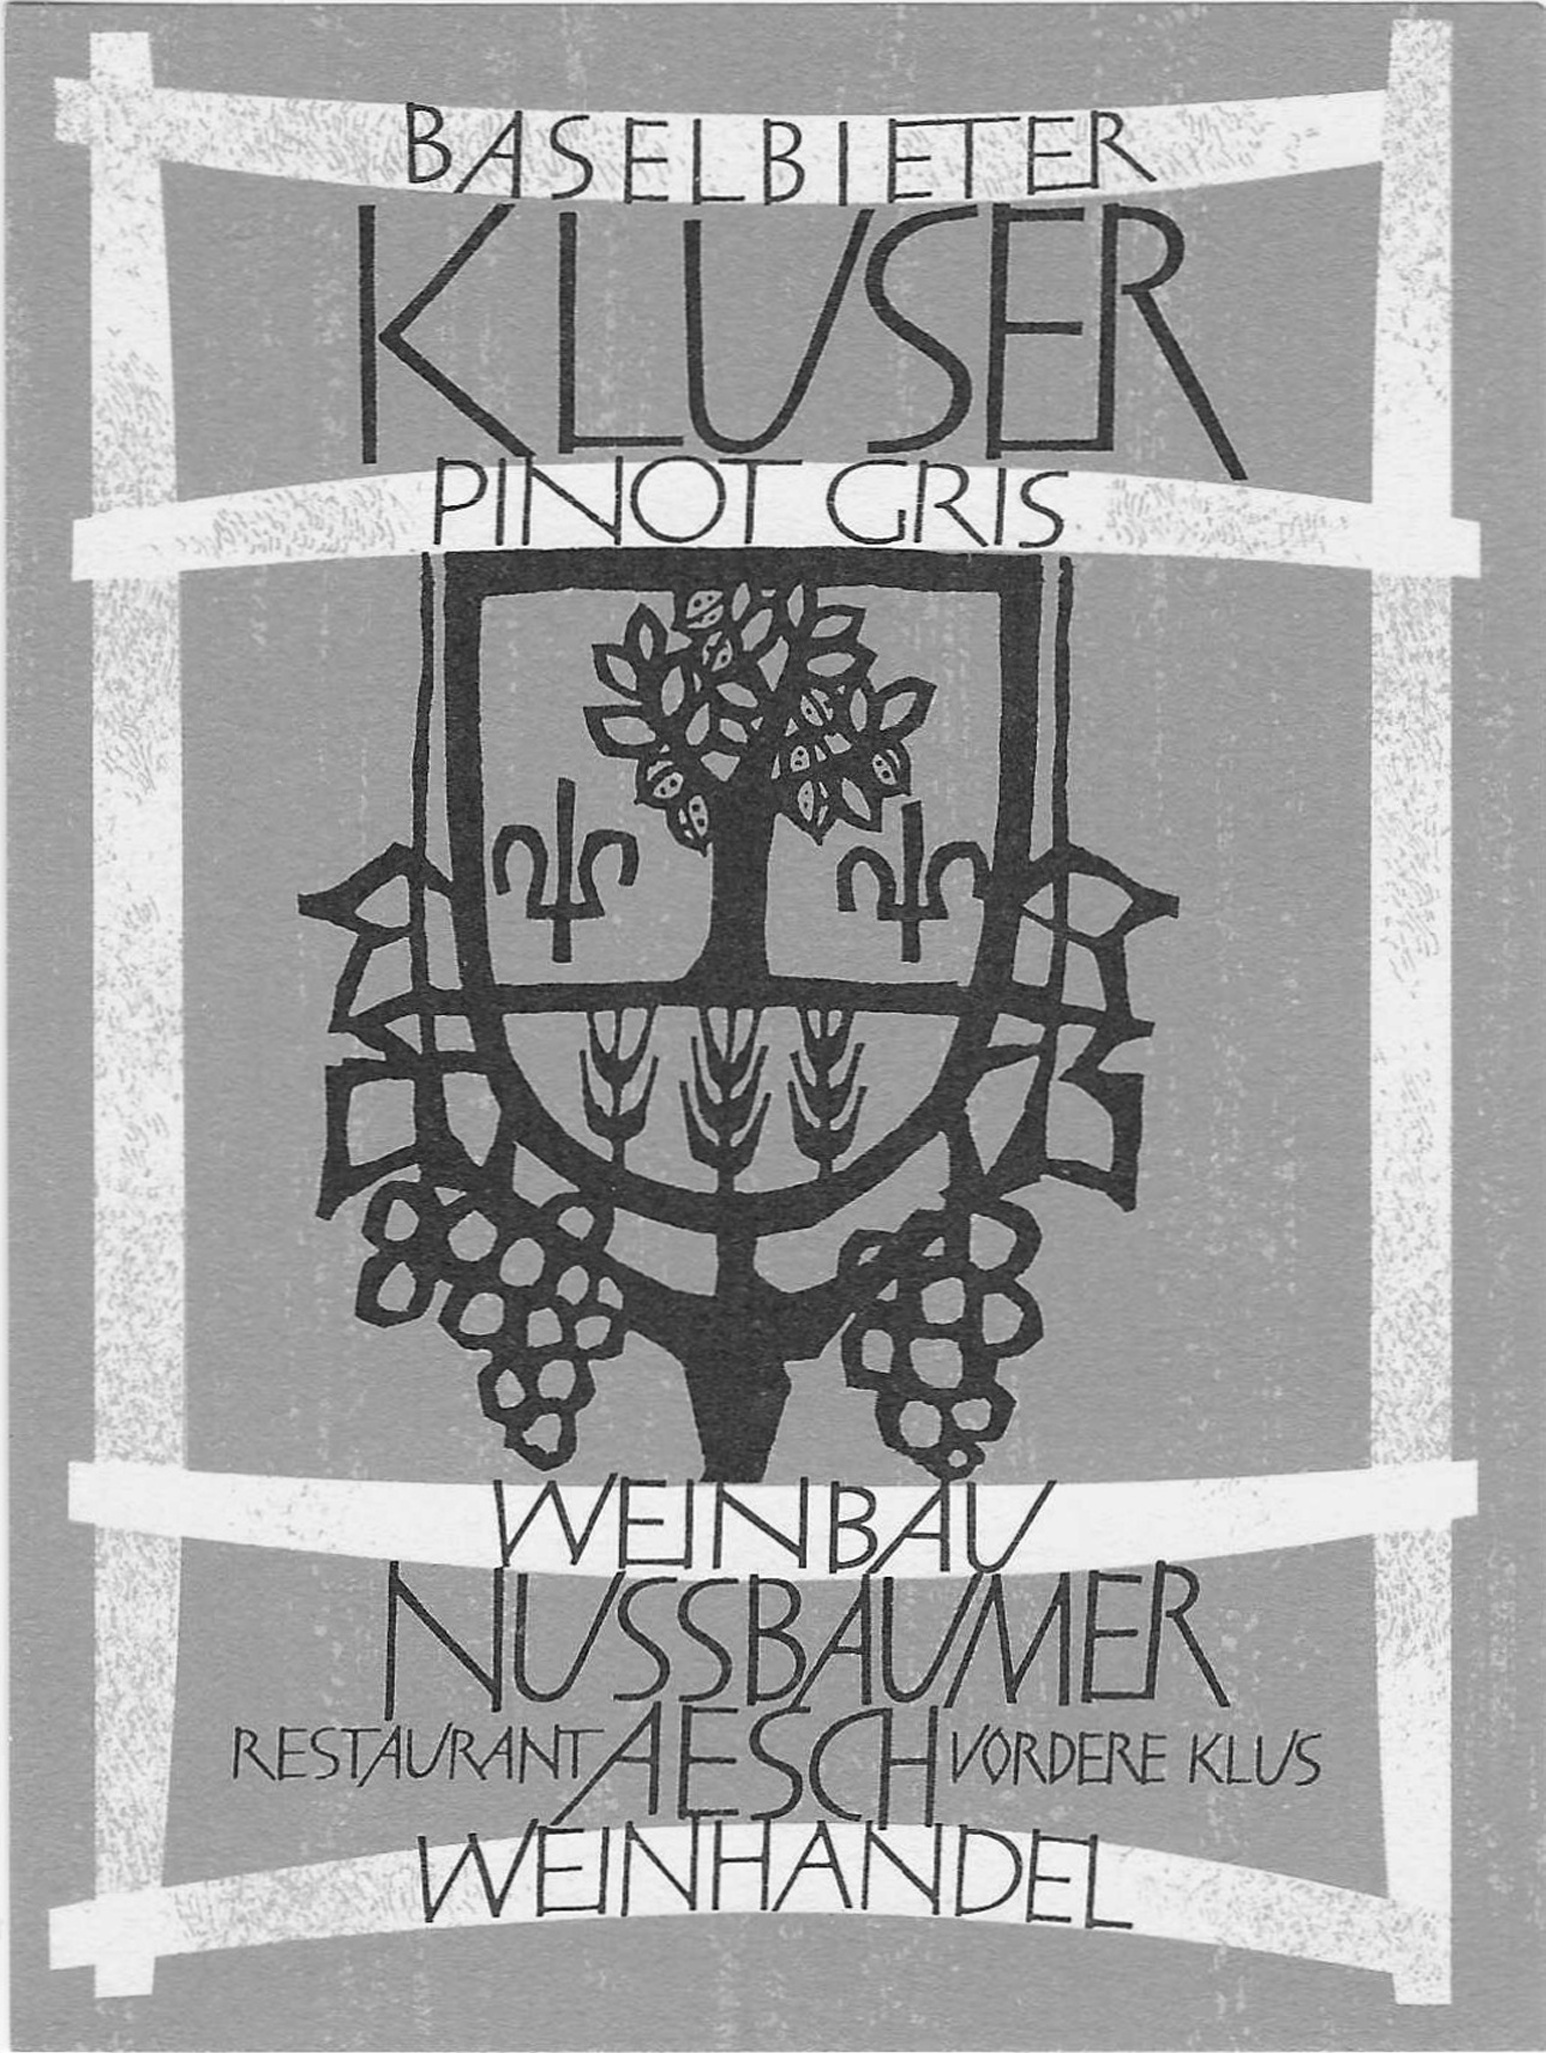 BASELBIETER
KLUSER
PINOT GRIS
WEINBAU
NUSSBAUMER
RESTAURANT AESCH VORDERE KLUS
WEINHANDEL